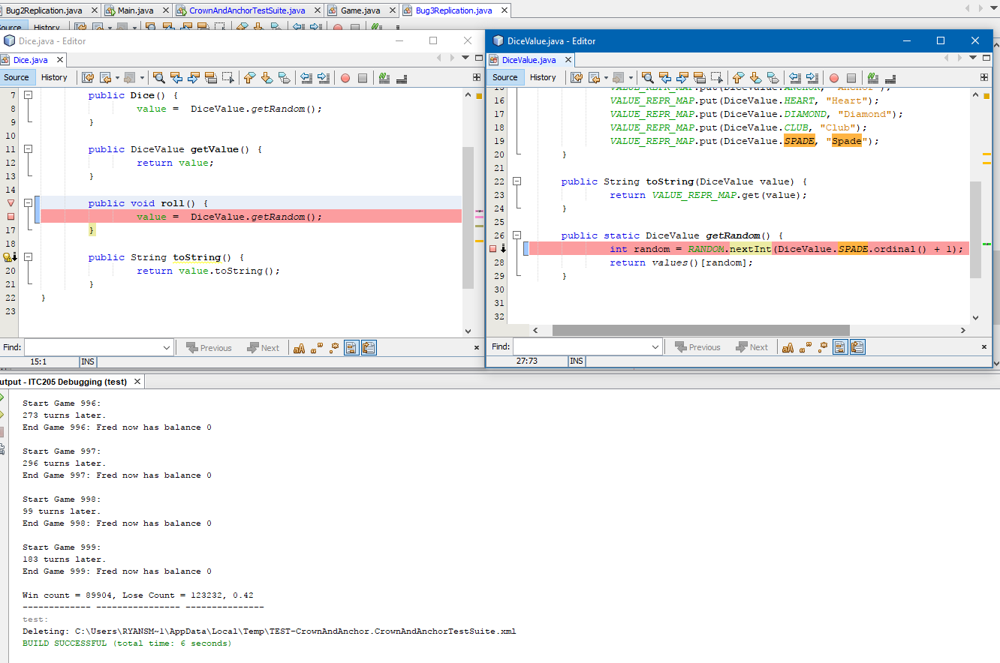 Bug2Replication.java Main.java CrownAndAnchorTestSuite.java Game.java Bug3Replication.java
History
Dice.java - Editor
Dice.java
Source History
7 public Dice() {
8 value = DiceValue.getRandom();
9 }
10
11 public DiceValue getValue() {
12 return value;
13 }
14
public void roll() {
value = DiceValue.getRandom();
17 }
18
public String toString() {
20 return value.toString();
21 }
22 }
23
Find: Previous Next
15:1 INS
DiceValue.java - Editor
DiceValue.java
Source History
15 VALUE_REPR_MAP.put(DiceValue.ANCHOR, "Anchor");
16 VALUE_REPR_MAP.put(DiceValue.HEART, "Heart");
17 VALUE_REPR_MAP.put(DiceValue.DIAMOND, "Diamond");
18 VALUE_REPR_MAP.put(DiceValue.CLUB, "Club");
19 VALUE_REPR_MAP.put(DiceValue.SPADE, "Spade");
20 }
21
22 public String toString(DiceValue value) {
23 return VALUE_REPR_MAP.get(value);
24 }
25
26 public static DiceValue getRandom() {
int random = RANDOM.nextInt(DiceValue.SPADE.ordinal() + 1);
28 return values()[random];
29 }
30
31
32
Find: Previous Next
27:73 INS
utput - ITC205 Debugging (test)
Start Game 996:
273 turns later.
End Game 996: Fred now has balance 0
Start Game 997:
296 turns later.
End Game 997: Fred now has balance 0
Start Game 998:
99 turns later.
End Game 998: Fred now has balance 0
Start Game 999:
183 turns later.
End Game 999: Fred now has balance 0
Win count = 89904, Lose Count = 123232, 0.42
------------- ---------------- ---------------
test:
Deleting: C:\Users\RYANSM~1\AppData\Local\Temp\TEST-CrownAndAnchor.CrownAndAnchorTestSuite.xml
BUILD SUCCESSFUL (total time: 6 seconds)